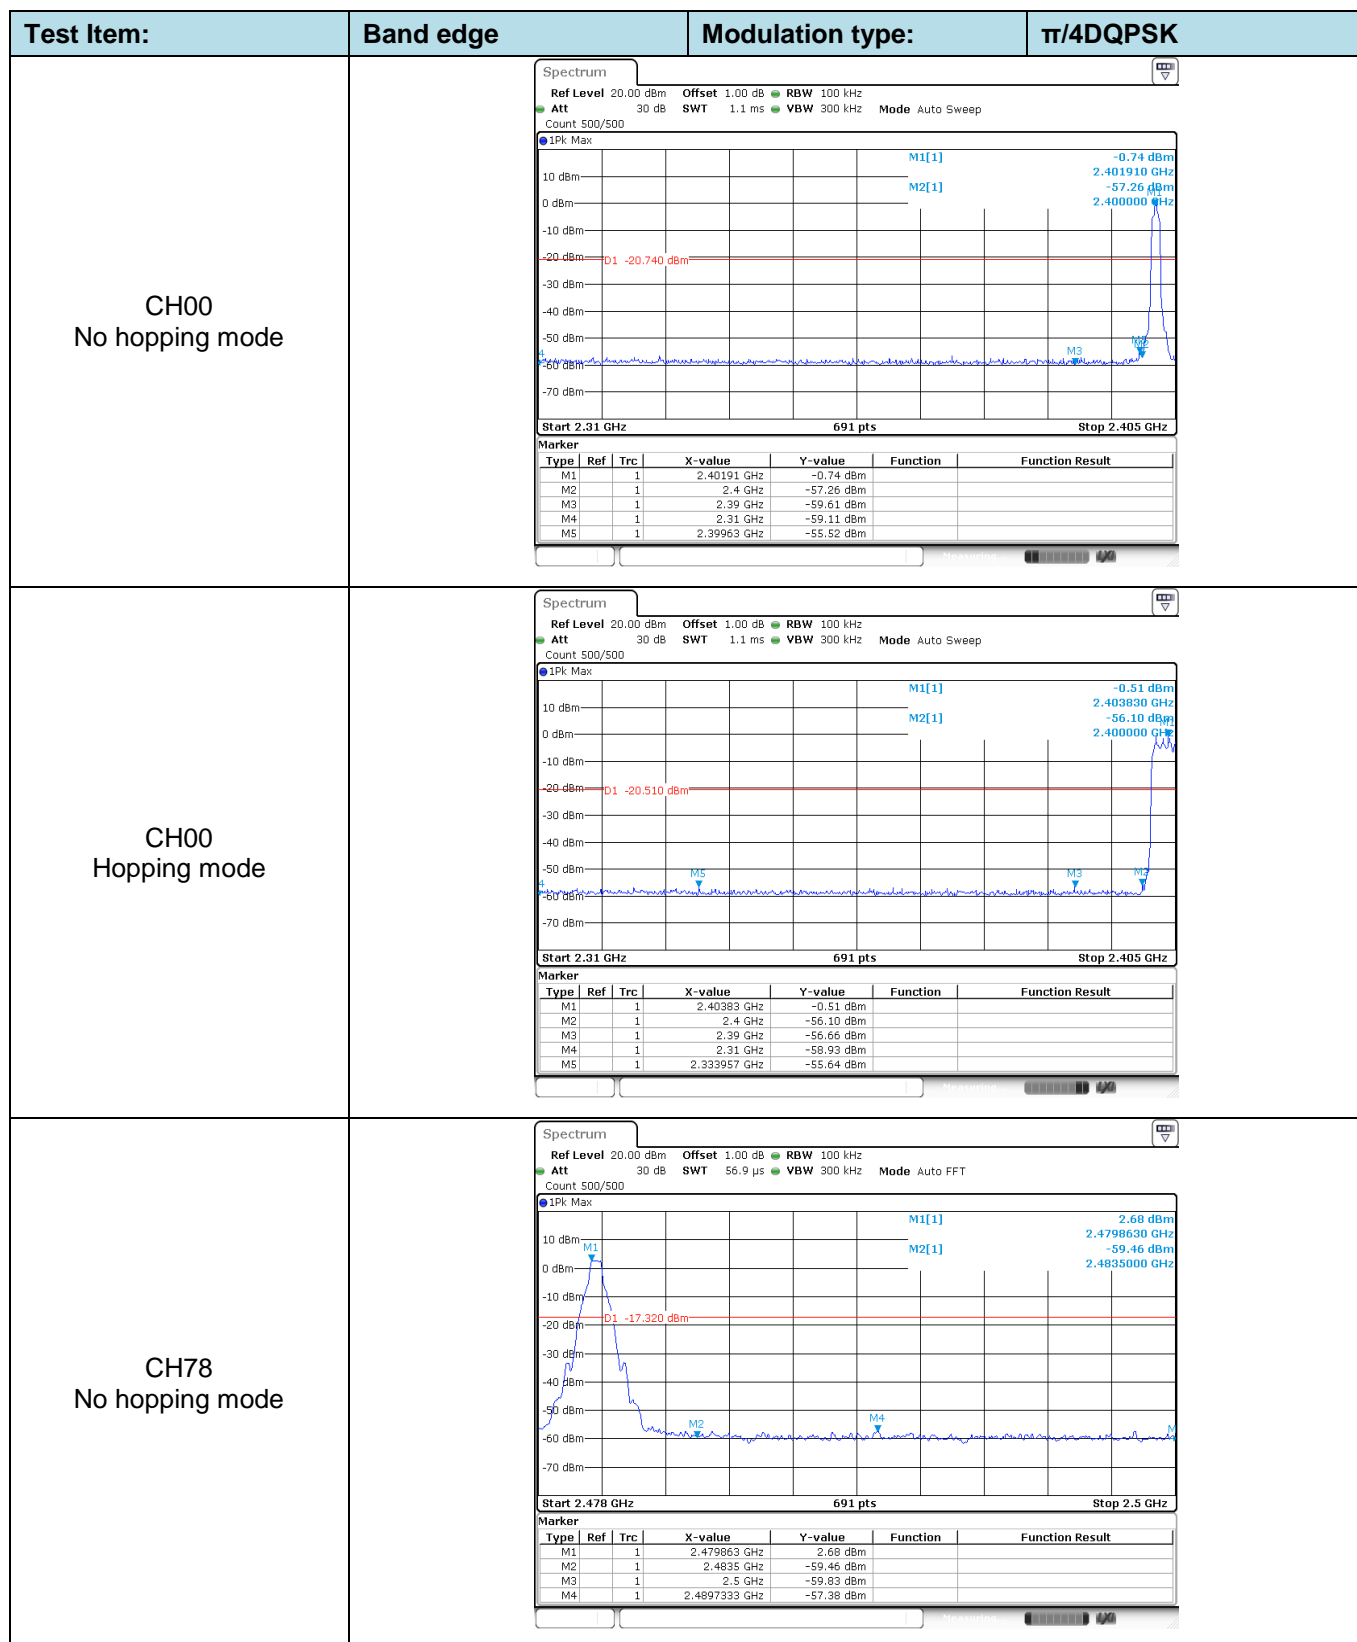 Test Item: Band edge Modulation type: π/4DQPSK
CH00
No hopping mode
Spectrum
Ref Level 20.00 dBm Offset 1.00 dB RBW 100 kHz
Att 30 dB SWT 1.1 ms VBW 300 kHz Mode Auto Sweep
Count 500/500
1Pk Max
M1[1] -0.74 dBm
2.401910 GHz
M2[1] -57.26 dBm
2.400000 GHz
M1
10 dBm
0 dBm
-10 dBm
-20 dBm
D1 -20.740 dBm
-30 dBm
-40 dBm
-50 dBm
M3
M2
4
-60 dBm
-70 dBm
Start 2.31 GHz 691 pts Stop 2.405 GHz
Marker
Type Ref Trc X-value Y-value Function Function Result
M1 1 2.40191 GHz -0.74 dBm
M2 1 2.4 GHz -57.26 dBm
M3 1 2.39 GHz -59.61 dBm
M4 1 2.31 GHz -59.11 dBm
M5 1 2.39963 GHz -55.52 dBm
Measuring...
CH00
Hopping mode
Spectrum
Ref Level 20.00 dBm Offset 1.00 dB RBW 100 kHz
Att 30 dB SWT 1.1 ms VBW 300 kHz Mode Auto Sweep
Count 500/500
1Pk Max
M1[1] -0.51 dBm
2.403830 GHz
M2[1] -56.10 dBm
2.400000 GHz
M1
10 dBm
0 dBm
-10 dBm
-20 dBm
D1 -20.510 dBm
-30 dBm
-40 dBm
-50 dBm
M5
M3
M2
4
-60 dBm
-70 dBm
Start 2.31 GHz 691 pts Stop 2.405 GHz
Marker
Type Ref Trc X-value Y-value Function Function Result
M1 1 2.40383 GHz -0.51 dBm
M2 1 2.4 GHz -56.10 dBm
M3 1 2.39 GHz -56.66 dBm
M4 1 2.31 GHz -58.93 dBm
M5 1 2.333957 GHz -55.64 dBm
Measuring...
CH78
No hopping mode
Spectrum
Ref Level 20.00 dBm Offset 1.00 dB RBW 100 kHz
Att 30 dB SWT 56.9 µs VBW 300 kHz Mode Auto FFT
Count 500/500
1Pk Max
M1[1] 2.68 dBm
2.4798630 GHz
M2[1] -59.46 dBm
2.4835000 GHz
10 dBm
M1
0 dBm
-10 dBm
D1 -17.320 dBm
-20 dBm
-30 dBm
-40 dBm
-50 dBm
M2
M4
M
-60 dBm
-70 dBm
Start 2.478 GHz 691 pts Stop 2.5 GHz
Marker
Type Ref Trc X-value Y-value Function Function Result
M1 1 2.479863 GHz 2.68 dBm
M2 1 2.4835 GHz -59.46 dBm
M3 1 2.5 GHz -59.83 dBm
M4 1 2.4897333 GHz -57.38 dBm
Measuring...